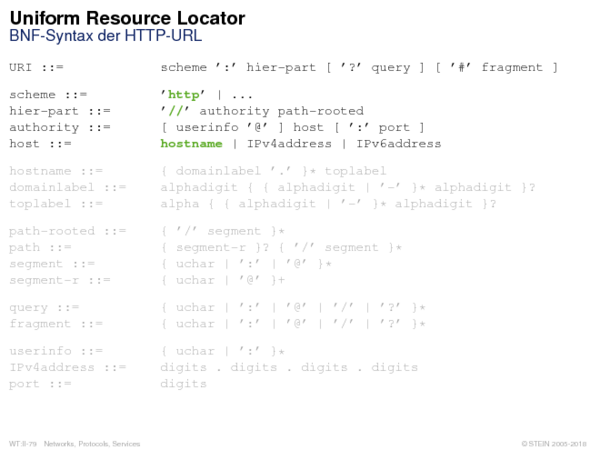 Uniform Resource Locator
BNF-Syntax der HTTP-URL
URI ::= scheme ':' hier-part [ '?' query ] [ '#' fragment ]
scheme ::= 'http' | ...
hier-part ::= '//' authority path-rooted
authority ::= [ userinfo '@' ] host [ ':' port ]
host ::= hostname | IPv4address | IPv6address
hostname ::= { domainlabel '.' }* toplabel
domainlabel ::= alphadigit { { alphadigit | '-' }* alphadigit }?
toplabel ::= alpha { { alphadigit | '-' }* alphadigit }?
path-rooted ::= { '/' segment }*
path ::= { segment-r }? { '/' segment }*
segment ::= { uchar | ':' | '@' }*
segment-r ::= { uchar | '@' }+
query ::= { uchar | ':' | '@' | '/' | '?' }*
fragment ::= { uchar | ':' | '@' | '/' | '?' }*
userinfo ::= { uchar | ':' }*
IPv4address ::= digits . digits . digits . digits
port ::= digits
WT:II-79 Networks, Protocols, Services © STEIN 2005-2018